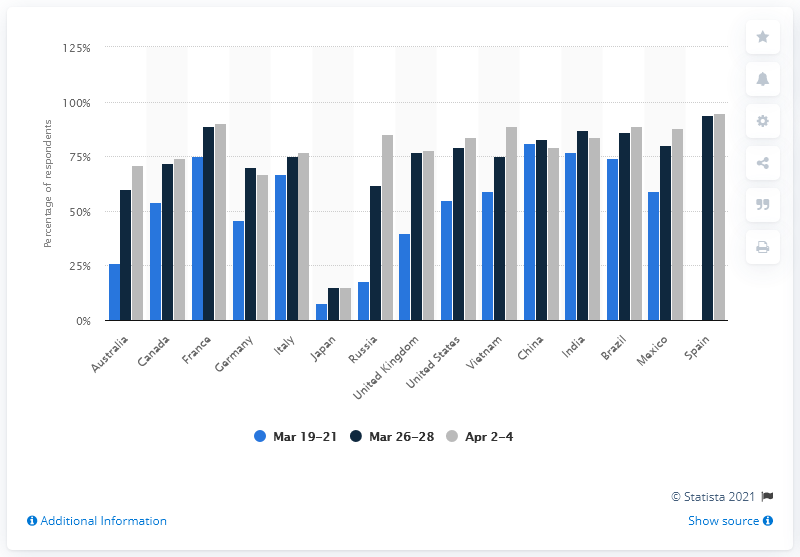 125%
100%
75%
50%
25%
0%
Percentage of respondents
Australia
Canada
France
Germany
Italy
Japan
Russia
United Kingdom
United States
Vietnam
China
India
Brazil
Mexico
Spain
Mar 19-21 Mar 26-28 Apr 2-4
© Statista 2021
Additional Information Show source